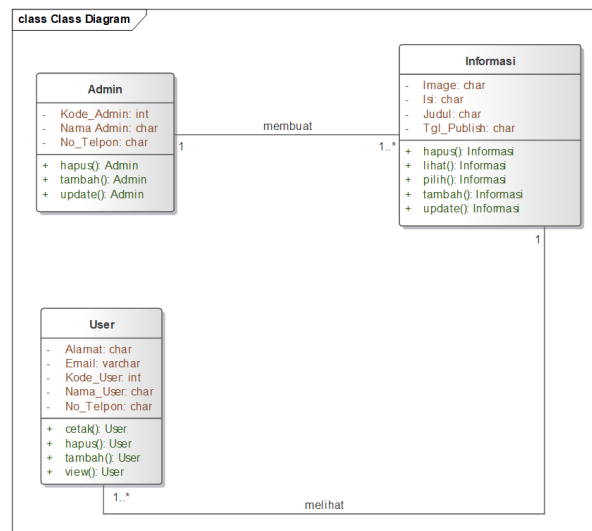 class Class Diagram
Admin
- Kode_Admin: int
- Nama Admin: char
- No_Telpon: char
+ hapus(): Admin
+ tambah(): Admin
+ update(): Admin
membuat
1
1..*
Informasi
- Image: char
- Isi: char
- Judul: char
- Tgl_Publish: char
+ hapus(): Informasi
+ lihat(): Informasi
+ pilih(): Informasi
+ tambah(): Informasi
+ update(): Informasi
1
User
- Alamat: char
- Email: varchar
- Kode_User: int
- Nama_User: char
- No_Telpon: char
+ cetak(): User
+ hapus(): User
+ tambah(): User
+ view(): User
1..*
melihat